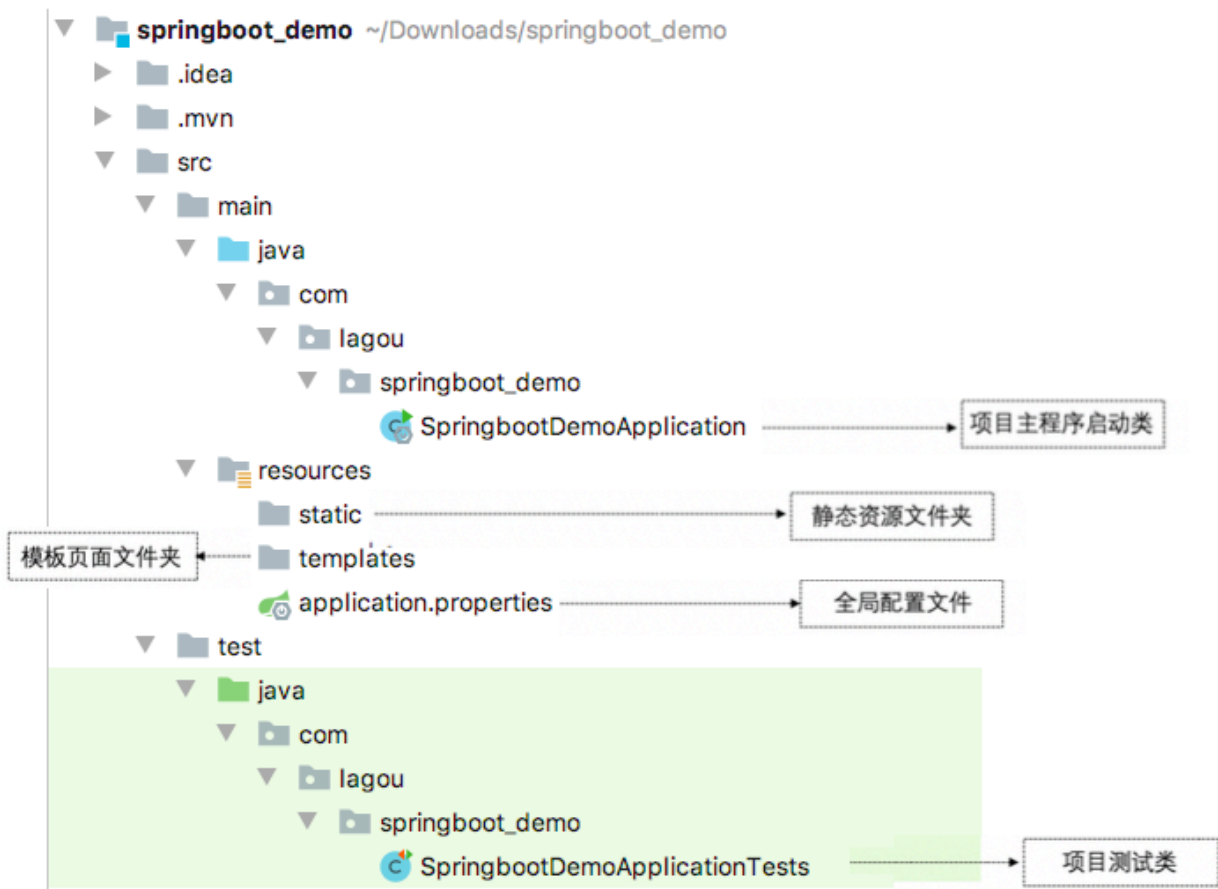 springboot_demo ~/Downloads/springboot_demo
.idea
.mvn
src
main
java
com
lagou
springboot_demo
SpringbootDemoApplication 项目主程序启动类
resources
static 静态资源文件夹
模板页面文件夹 templates
application.properties 全局配置文件
test
java
com
lagou
springboot_demo
SpringbootDemoApplicationTests 项目测试类